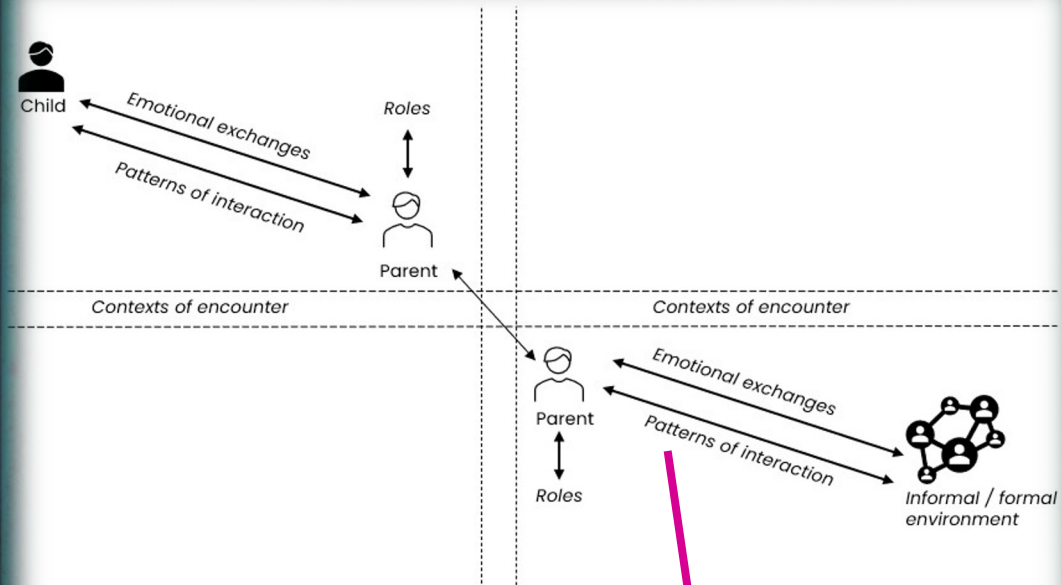 Child
Emotional exchanges
Patterns of interaction
Roles
Parent
Contexts of encounter
Contexts of encounter
Parent
Roles
Emotional exchanges
Patterns of interaction
Informal / formal
environment